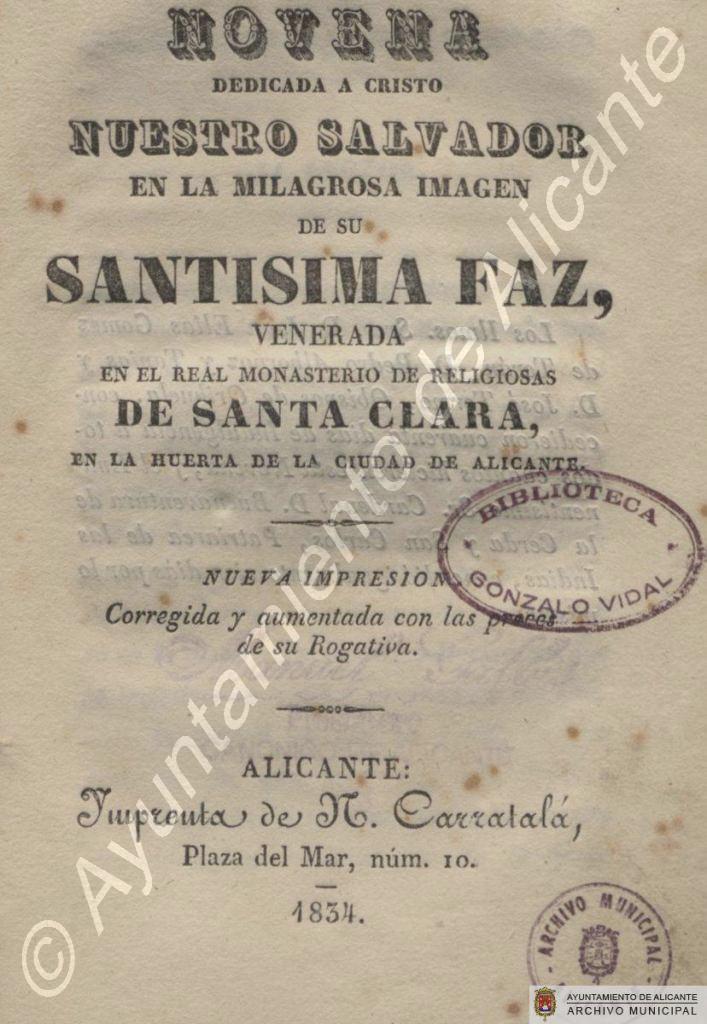 NOVENA
DEDICADA A CRISTO
NUESTRO SALVADOR
EN LA MILAGROSA IMAGEN
DE SU
SANTISIMA FAZ,
VENERADA
EN EL REAL MONASTERIO DE RELIGIOSAS
DE SANTA CLARA,
EN LA HUERTA DE LA CIUDAD DE ALICANTE.
BIBLIOTECA
GONZALO VIDAL
NUEVA IMPRESION,
Corregida y aumentada con las preces
de su Rogativa.
ALICANTE:
Imprenta de N. Carratalá,
Plaza del Mar, núm. 10.
1834.
ARCHIVO MUNICIPAL
© Ayuntamiento de Alicante
AYUNTAMIENTO DE ALICANTE
ARCHIVO MUNICIPAL